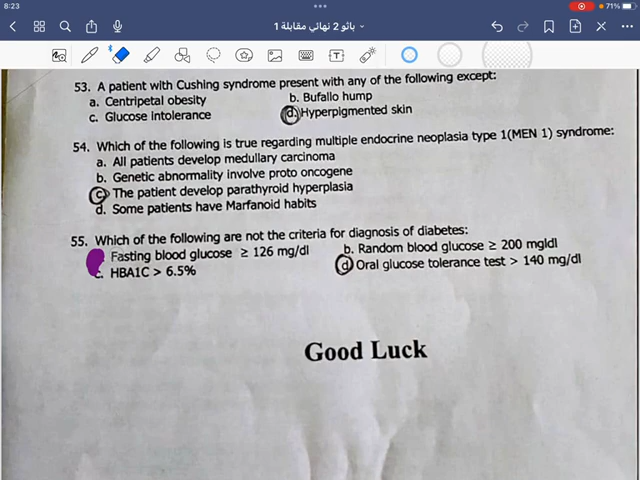 8:23
71%
باثو 2 نهائي مقابلة 1
53. A patient with Cushing syndrome present with any of the following except:
a. Centripetal obesity b. Bufallo hump
c. Glucose intolerance d. Hyperpigmented skin
54. Which of the following is true regarding multiple endocrine neoplasia type 1(MEN 1) syndrome:
a. All patients develop medullary carcinoma
b. Genetic abnormality involve proto oncogene
c. The patient develop parathyroid hyperplasia
d. Some patients have Marfanoid habits
55. Which of the following are not the criteria for diagnosis of diabetes:
Fasting blood glucose ≥ 126 mg/dl b. Random blood glucose ≥ 200 mgldl
c. HBA1C > 6.5% d Oral glucose tolerance test > 140 mg/dl
Good Luck